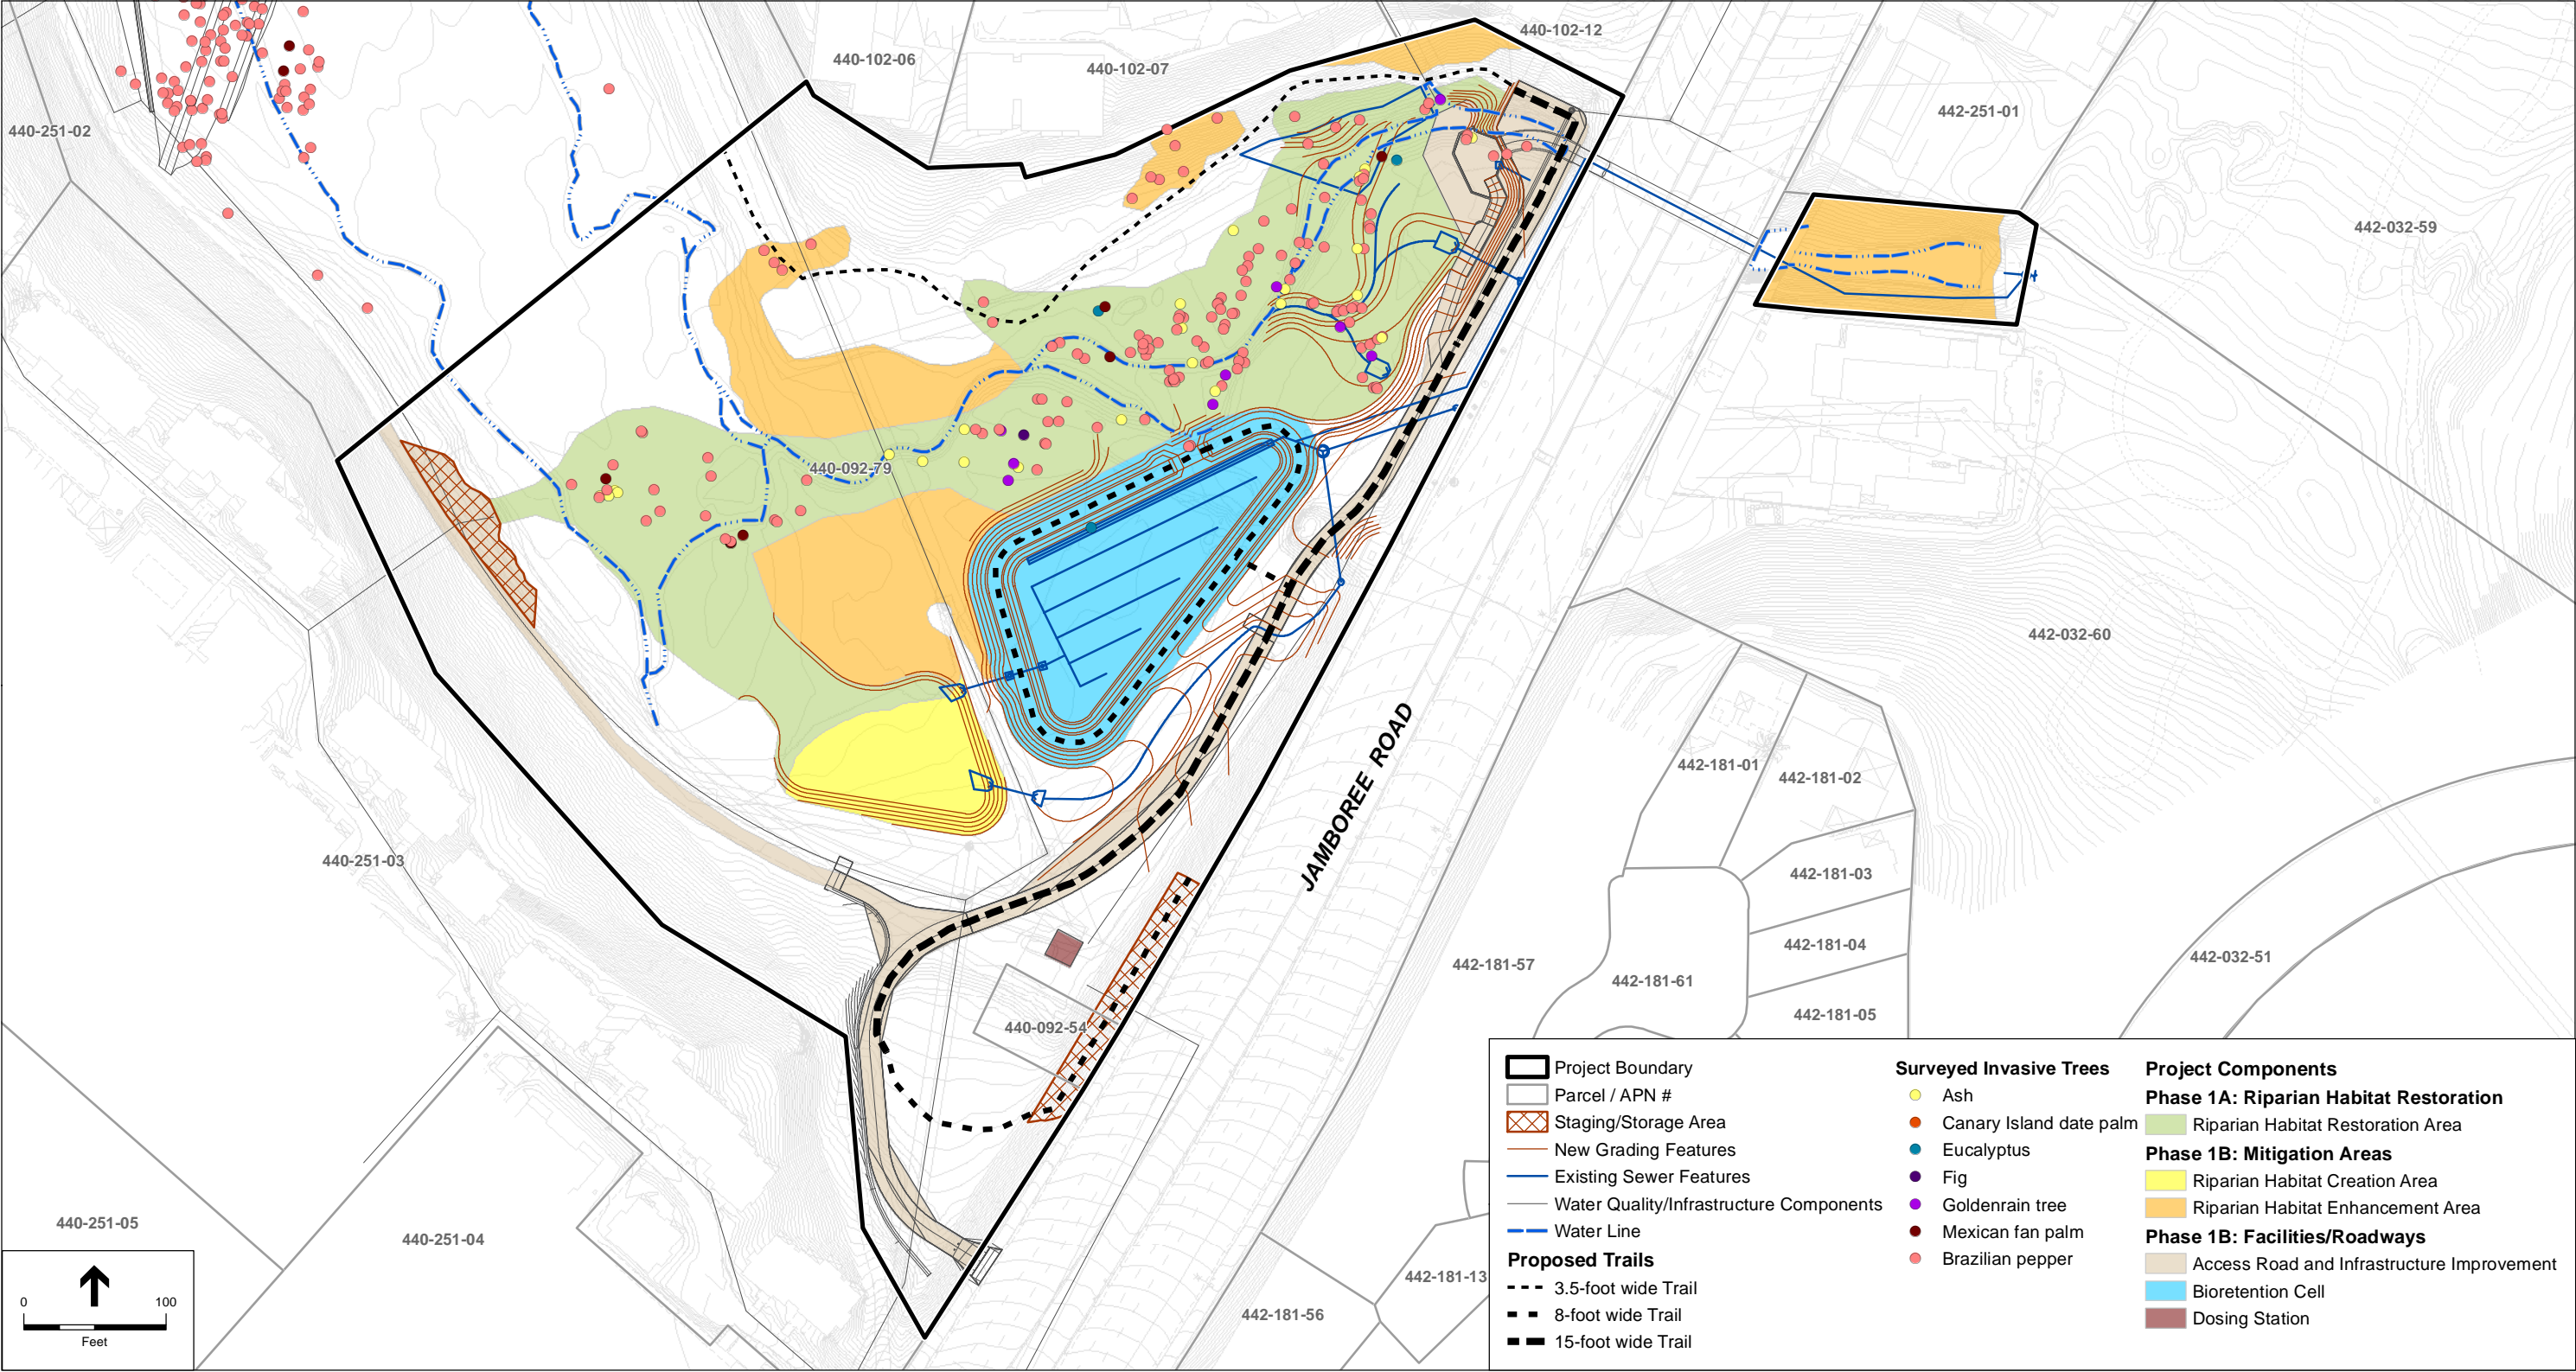 440-102-12
440-102-06
440-102-07
442-251-01
440-251-02
442-032-59
440-092-79
442-032-60
JAMBOREE ROAD
442-181-01
442-181-02
440-251-03
442-181-03
442-181-04
442-181-57
442-032-51
442-181-61
442-181-05
440-092-54
440-251-05
440-251-04
442-181-13
442-181-56
0 100
Feet
Project Boundary
Parcel / APN #
Staging/Storage Area
New Grading Features
Existing Sewer Features
Water Quality/Infrastructure Components
Water Line
Proposed Trails
3.5-foot wide Trail
8-foot wide Trail
15-foot wide Trail
Surveyed Invasive Trees
Ash
Canary Island date palm
Eucalyptus
Fig
Goldenrain tree
Mexican fan palm
Brazilian pepper
Project Components
Phase 1A: Riparian Habitat Restoration
Riparian Habitat Restoration Area
Phase 1B: Mitigation Areas
Riparian Habitat Creation Area
Riparian Habitat Enhancement Area
Phase 1B: Facilities/Roadways
Access Road and Infrastructure Improvement
Bioretention Cell
Dosing Station